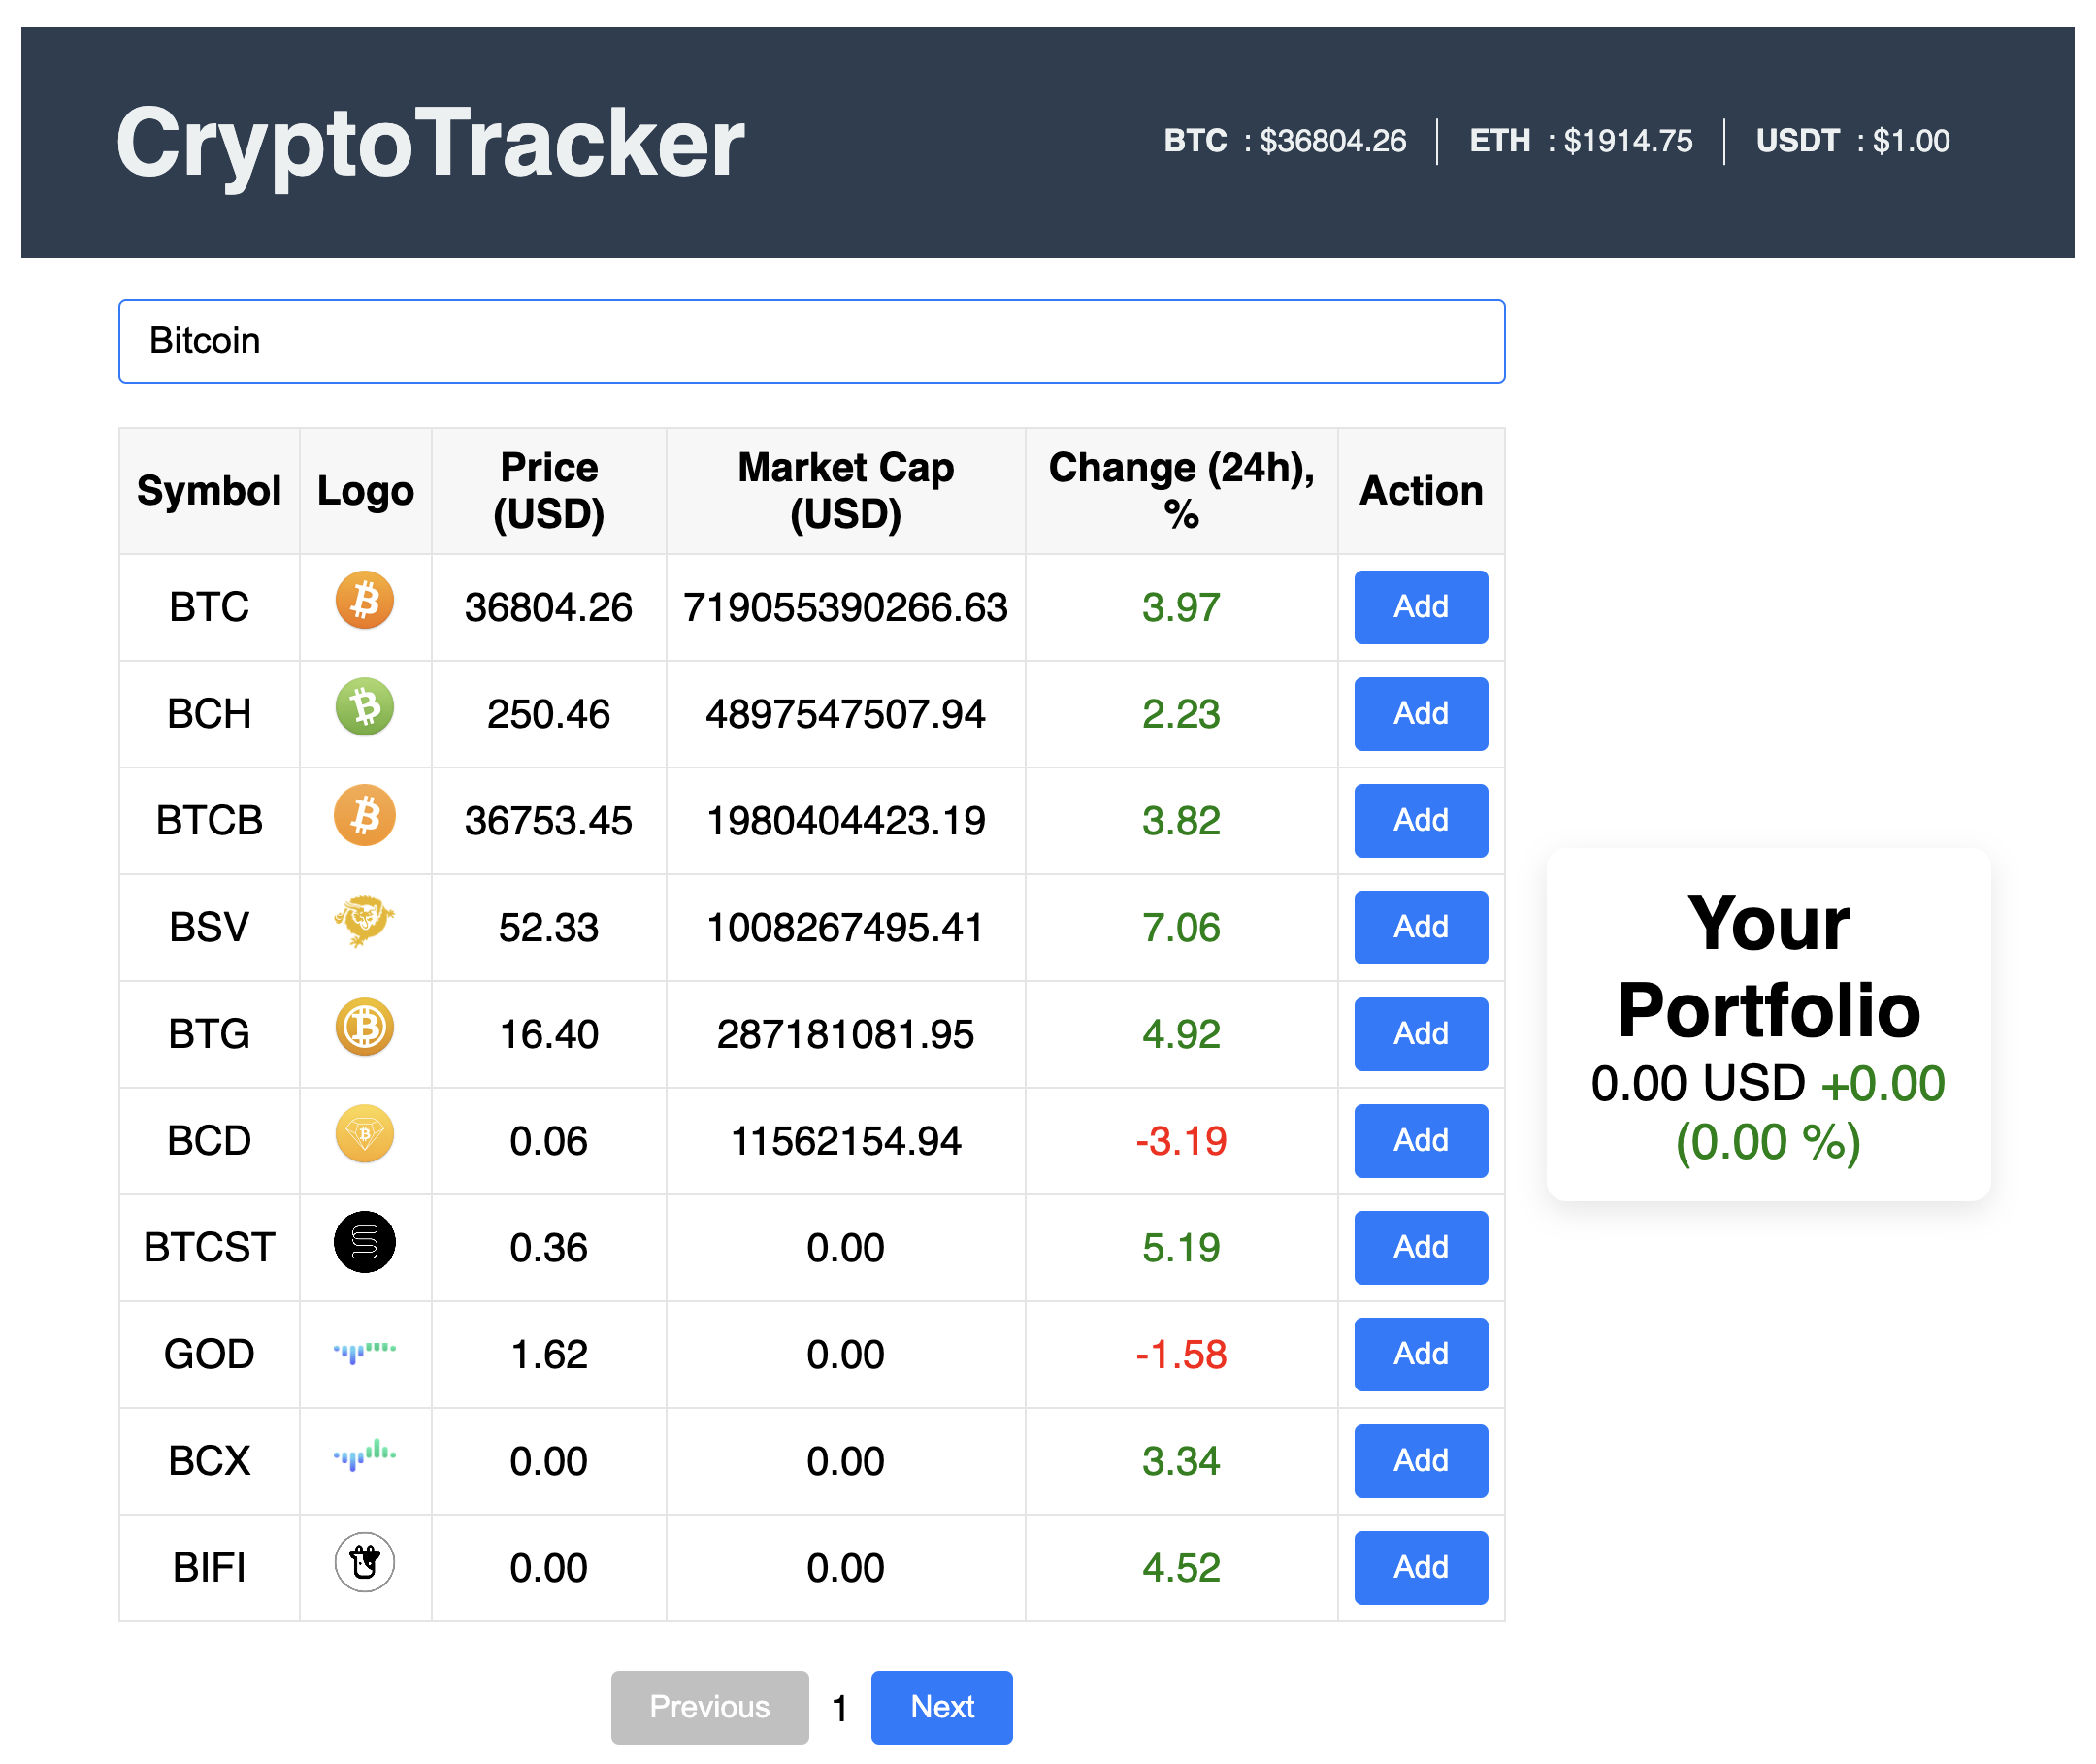 CryptoTracker
BTC : $36804.26 ETH : $1914.75 USDT : $1.00
Bitcoin
Symbol Logo Price (USD) Market Cap (USD) Change (24h), % Action
BTC 36804.26 719055390266.63 3.97 Add
BCH 250.46 4897547507.94 2.23 Add
BTCB 36753.45 1980404423.19 3.82 Add
BSV 52.33 1008267495.41 7.06 Add
BTG 16.40 287181081.95 4.92 Add
BCD 0.06 11562154.94 -3.19 Add
BTCST 0.36 0.00 5.19 Add
GOD 1.62 0.00 -1.58 Add
BCX 0.00 0.00 3.34 Add
BIFI 0.00 0.00 4.52 Add
Previous 1 Next
Your
Portfolio
0.00 USD +0.00
(0.00 %)